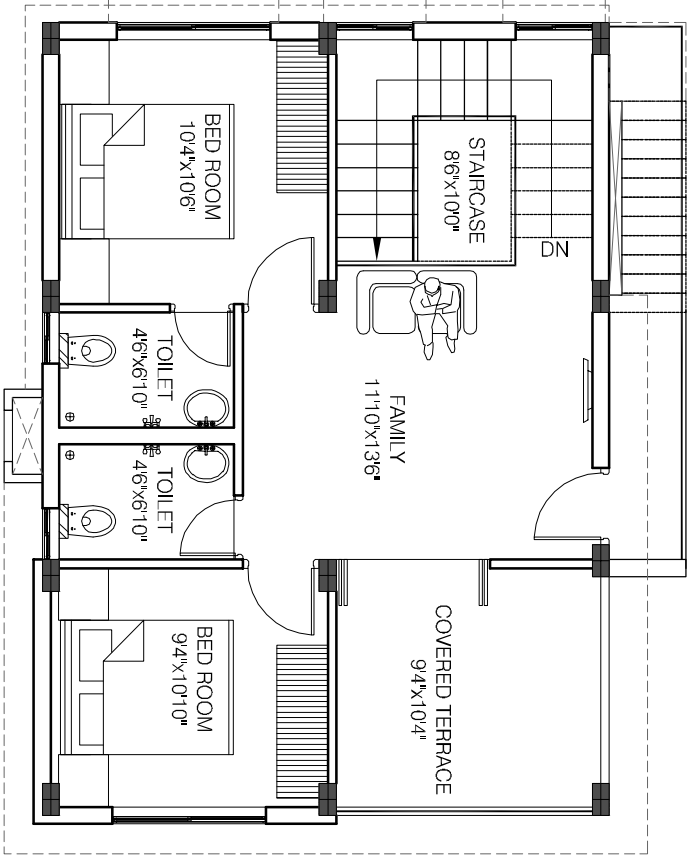 BED ROOM
10'4"x10'6"
STAIRCASE
8'6"x10'0"
DN
TOILET
4'6"x6'10"
FAMILY
11'10"x13'6"
TOILET
4'6"x6'10"
BED ROOM
9'4"x10'10"
COVERED TERRACE
9'4"x10'4"